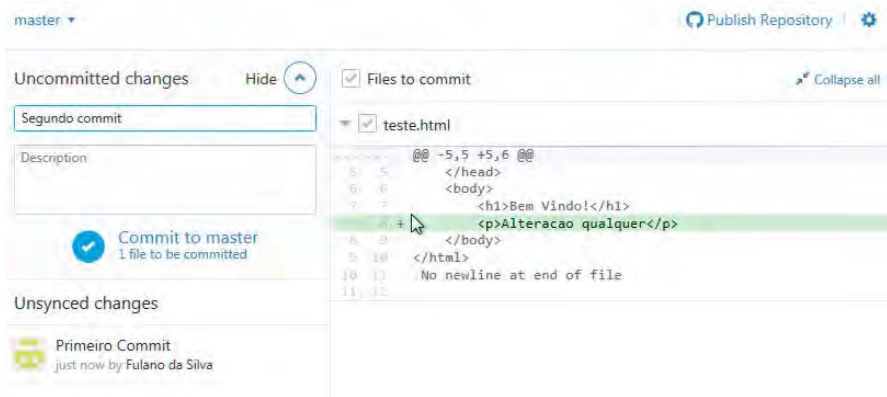 master
Publish Repository
Uncommitted changes
Hide
Segundo commit
Description
Commit to master
1 file to be committed
Unsynced changes
Primeiro Commit
just now by Fulano da Silva
Files to commit
Collapse all
teste.html
@@ -5,5 +5,6 @@
5 5 </head>
6 6 <body>
7 7 <h1>Bem Vindo!</h1>
8 + <p>Alteracao qualquer</p>
8 9 </body>
9 10 </html>
10 11 No newline at end of file
11 12